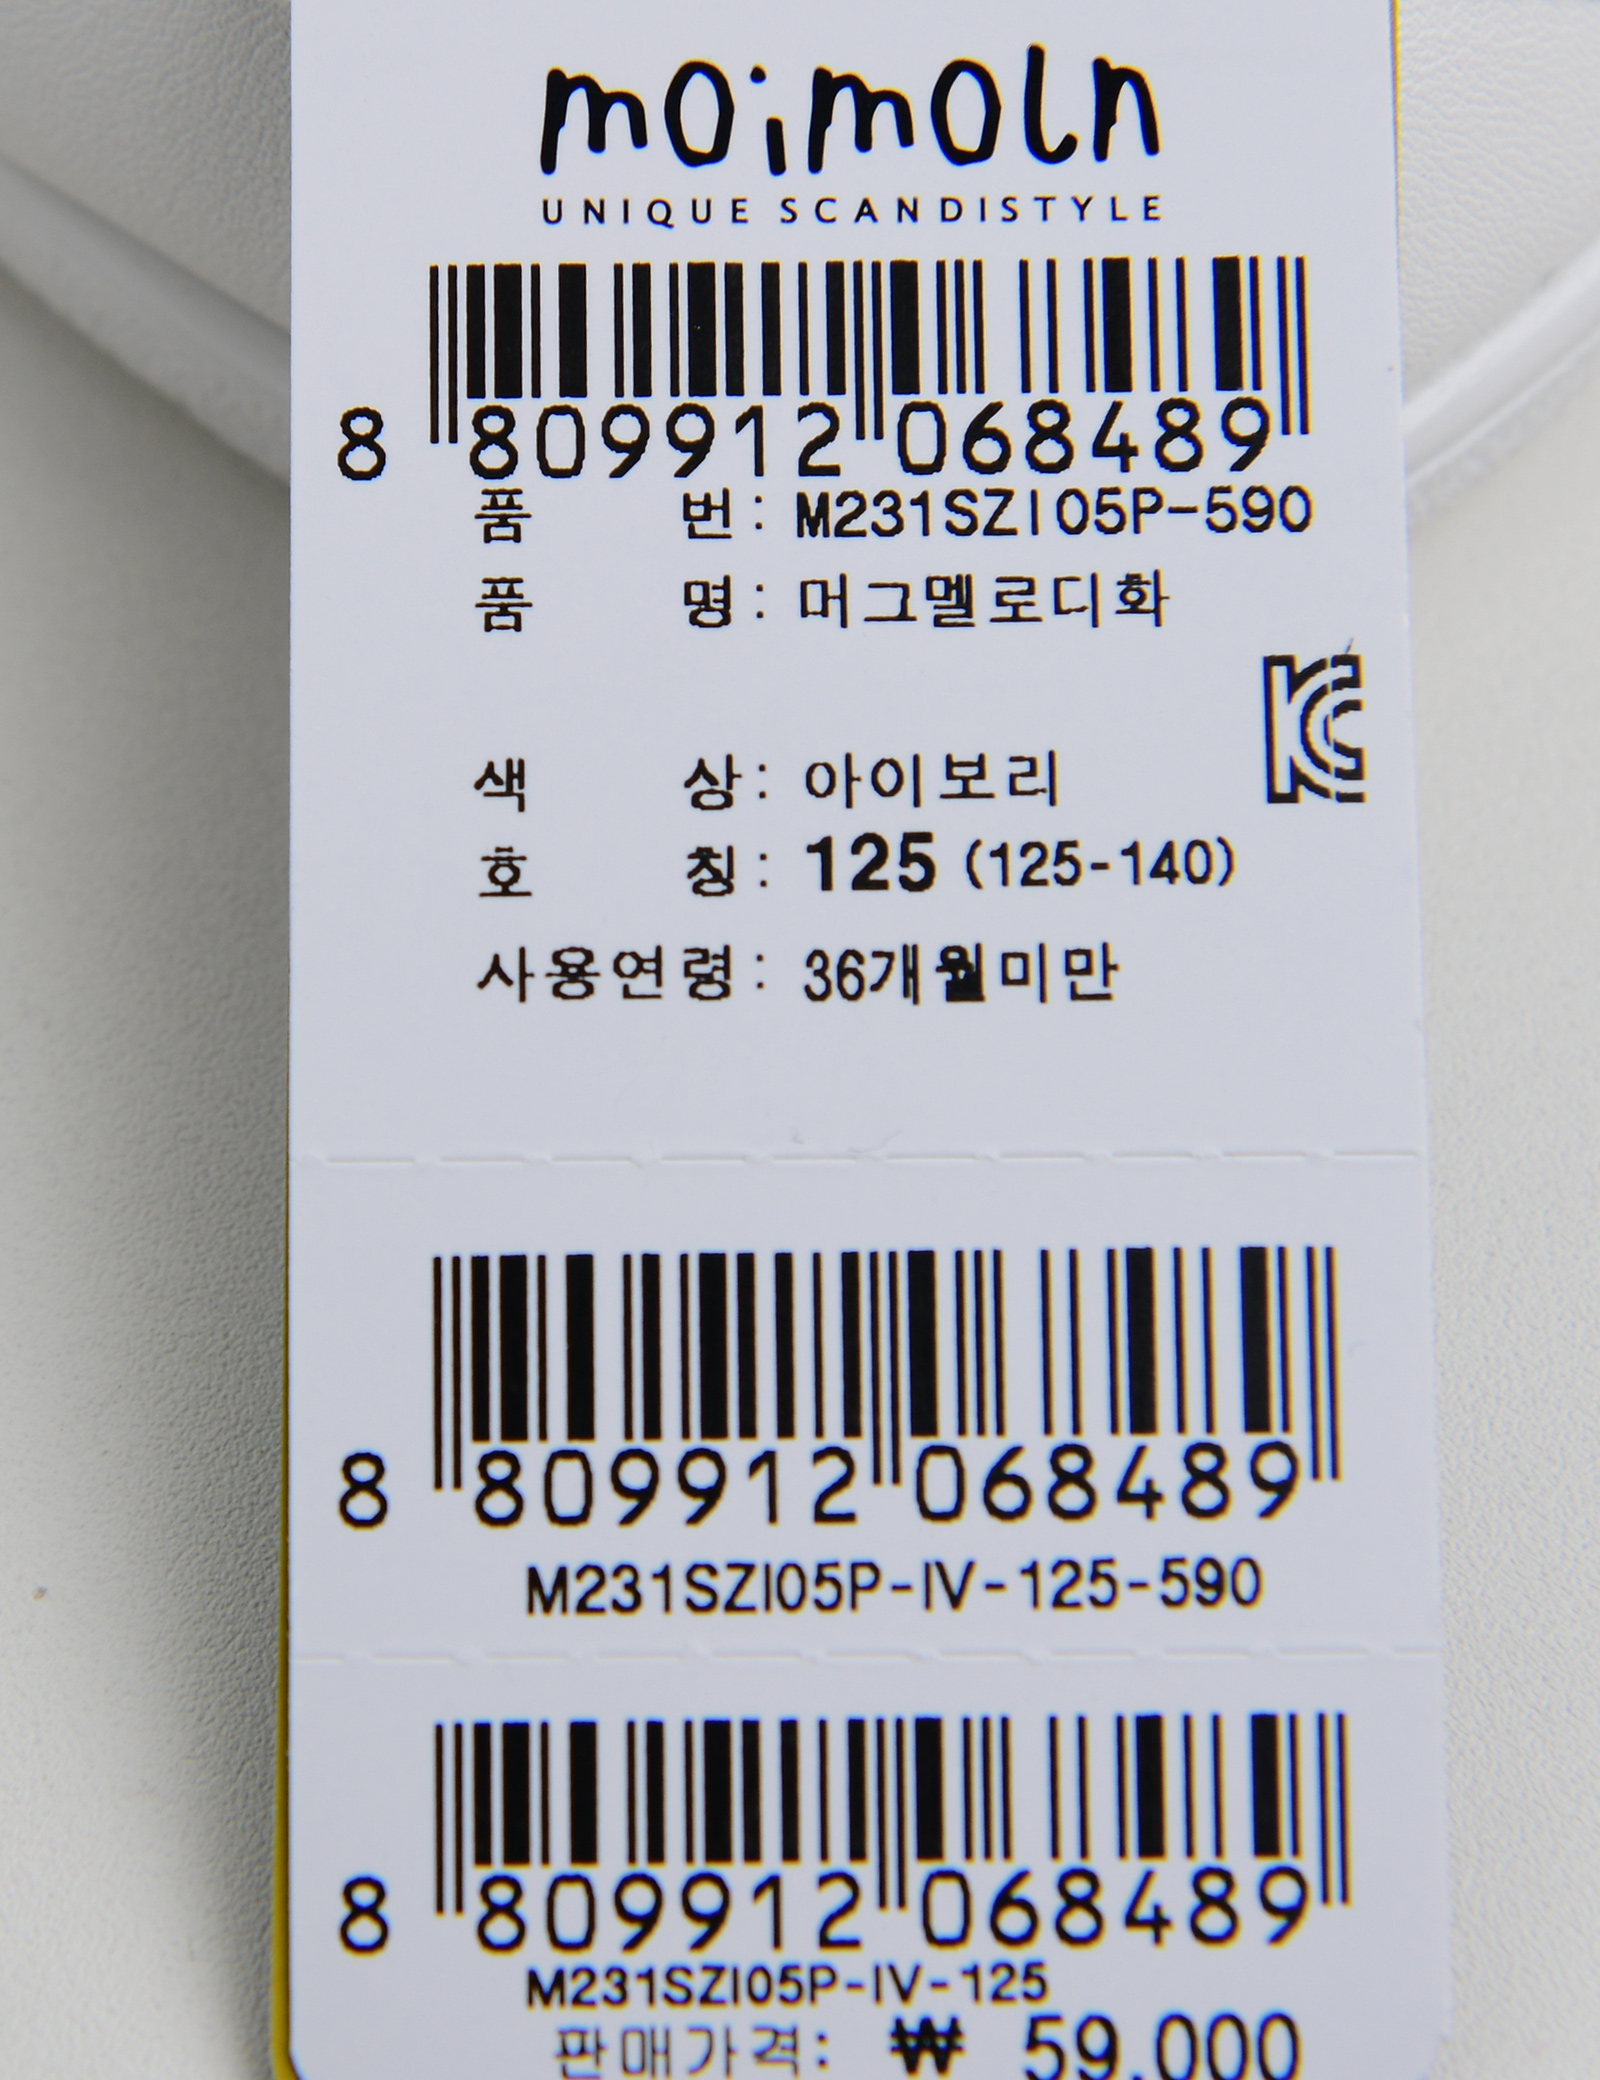 moimoln
UNIQUE SCANDISTYLE
8 809912 068489
품 번: M231SZI05P-590
품 명: 머그멜로디화
KC
색 상: 아이보리
호 칭: 125 (125-140)
사용연령: 36개월미만
8 809912 068489
M231SZI05P-IV-125-590
8 809912 068489
M231SZI05P-IV-125
판매가격: ₩ 59,000